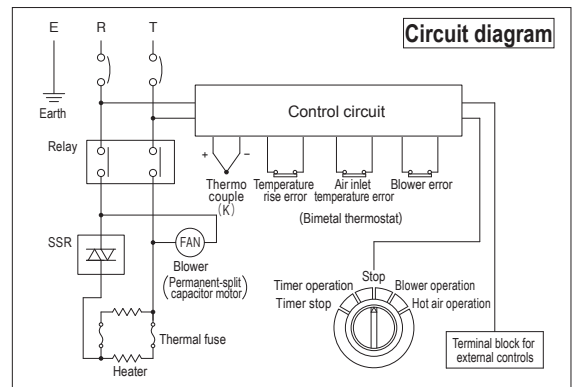 Circuit diagram
E R T
Earth
Control circuit
Relay
+ −
Thermo
couple
(K)
Temperature
rise error
Air inlet
temperature error
Blower error
(Bimetal thermostat)
SSR
FAN
Blower
(Permanent-split
capacitor motor)
Stop
Timer operation
Blower operation
Timer stop
Hot air operation
Thermal fuse
Heater
Terminal block for
external controls